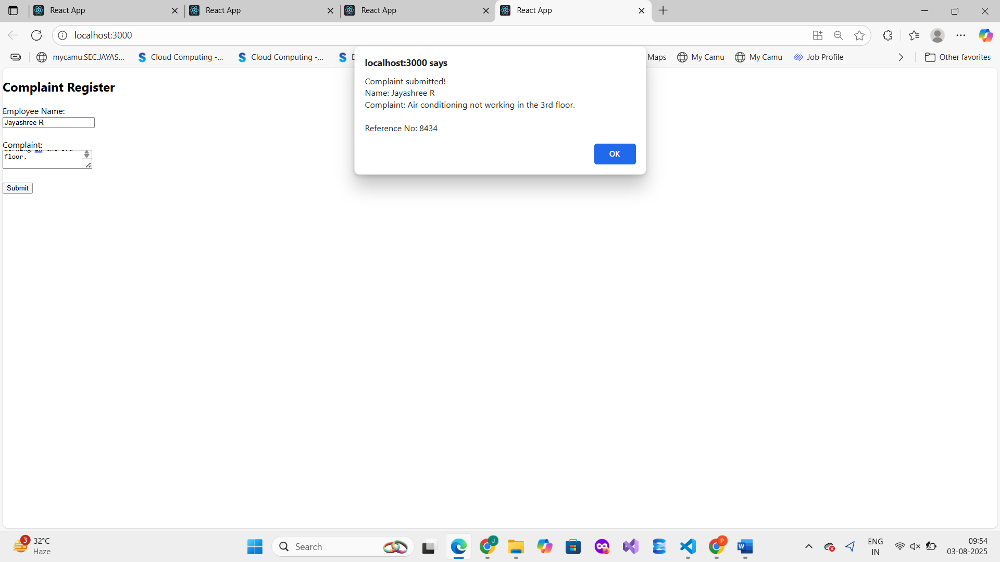 React App
React App
React App
React App
localhost:3000
mycamu.SEC.JAYAS...
Cloud Computing -...
Cloud Computing -...
Maps
My Camu
My Camu
Job Profile
Other favorites
localhost:3000 says
Complaint submitted!
Name: Jayashree R
Complaint: Air conditioning not working in the 3rd floor.
Reference No: 8434
OK
Complaint Register
Employee Name:
Jayashree R
Complaint:
floor.
Submit
3
32°C
Haze
Search
J
P
W
ENG
IN
09:54
03-08-2025